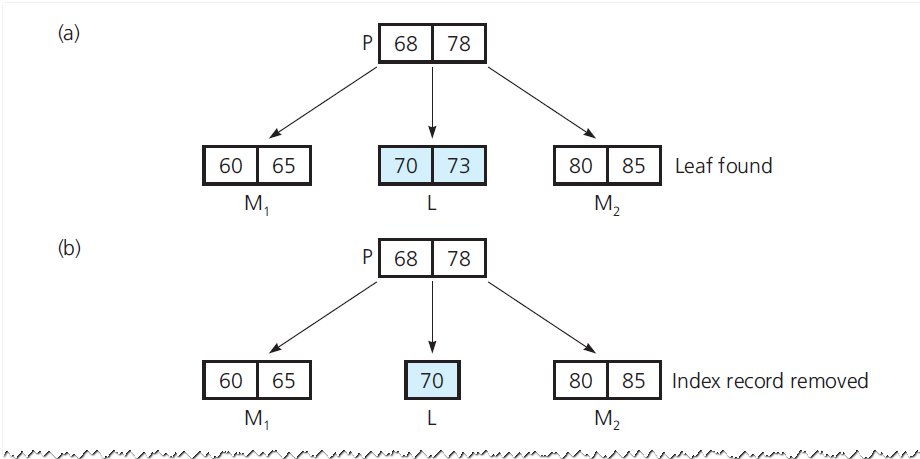 (a)
P 68 78
60 65 70 73 80 85 Leaf found
M₁ L M₂
(b)
P 68 78
60 65 70 80 85 Index record removed
M₁ L M₂